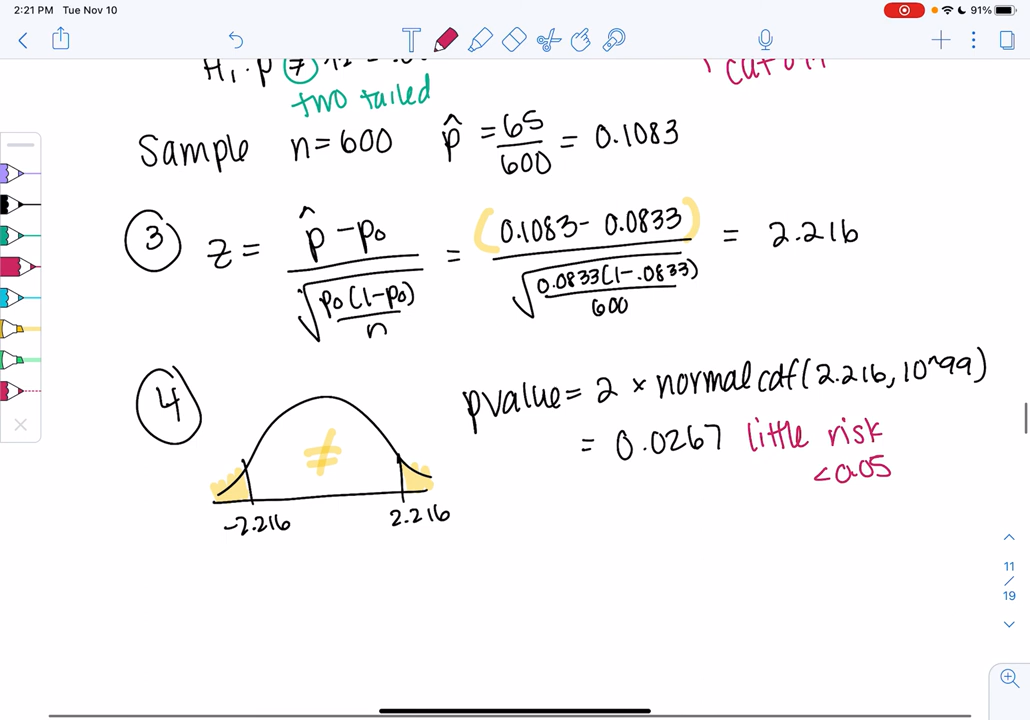 2:21 PM Tue Nov 10
91%
two tailed
Sample n=600 p̂ = 65/600 = 0.1083
③ z = (p̂ - p₀) / √(p₀(1-p₀)/n) = (0.1083 - 0.0833) / √(0.0833(1-.0833)/600) = 2.216
④ pvalue = 2 × normalcdf(2.216, 10^99)
= 0.0267 little risk
<0.05
≠
-2.216 2.216
11
/
19